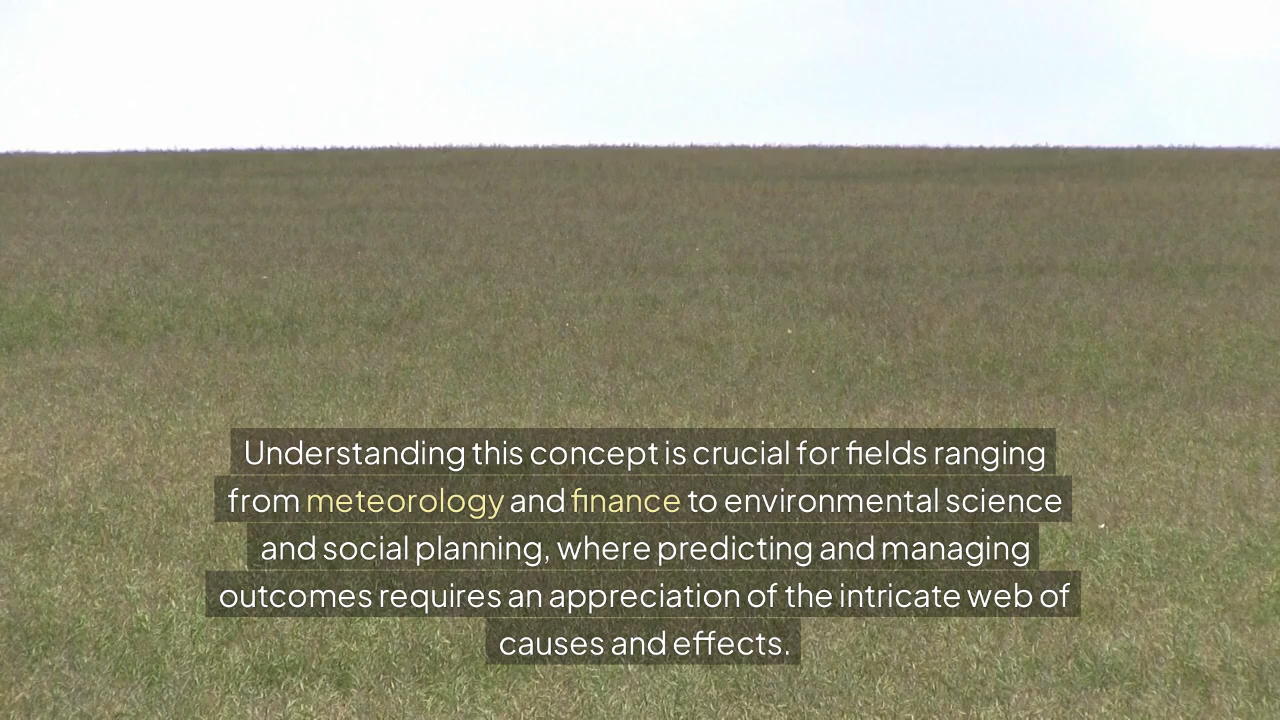 Understanding this concept is crucial for fields ranging
from meteorology and finance to environmental science
and social planning, where predicting and managing
outcomes requires an appreciation of the intricate web of
causes and effects.